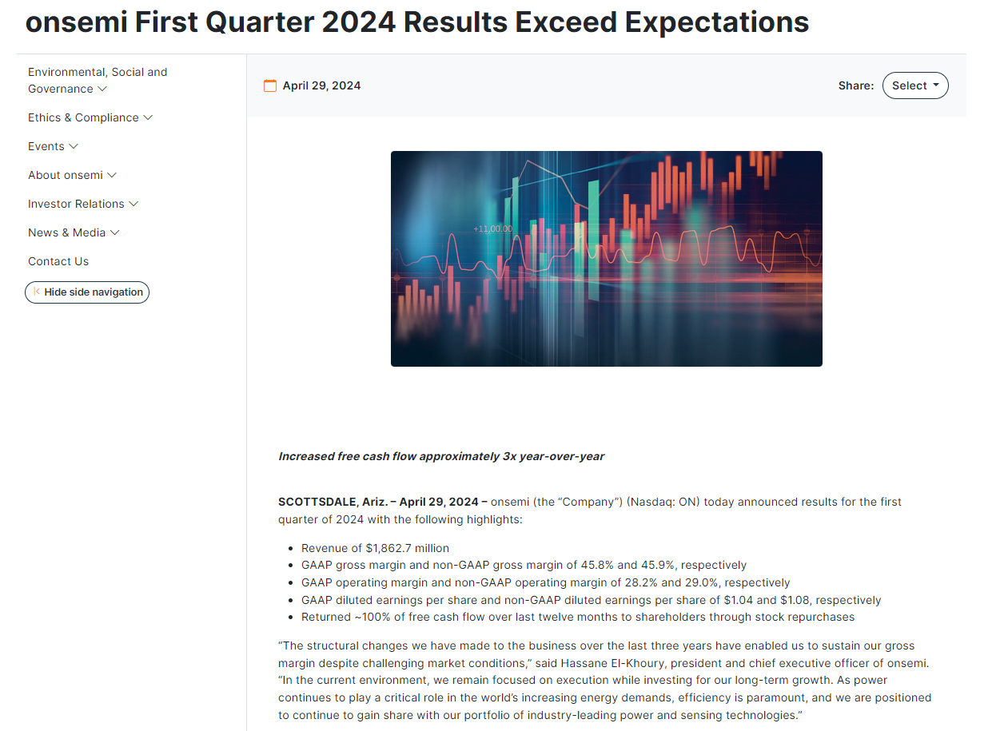 onsemi First Quarter 2024 Results Exceed Expectations
Environmental, Social and
Governance
Ethics & Compliance
Events
About onsemi
Investor Relations
News & Media
Contact Us
Hide side navigation
April 29, 2024
Share:
Select
+11,00.00
Increased free cash flow approximately 3x year-over-year
SCOTTSDALE, Ariz. – April 29, 2024 – onsemi (the “Company”) (Nasdaq: ON) today announced results for the first
quarter of 2024 with the following highlights:
• Revenue of $1,862.7 million
• GAAP gross margin and non-GAAP gross margin of 45.8% and 45.9%, respectively
• GAAP operating margin and non-GAAP operating margin of 28.2% and 29.0%, respectively
• GAAP diluted earnings per share and non-GAAP diluted earnings per share of $1.04 and $1.08, respectively
• Returned ~100% of free cash flow over last twelve months to shareholders through stock repurchases
“The structural changes we have made to the business over the last three years have enabled us to sustain our gross
margin despite challenging market conditions,” said Hassane El-Khoury, president and chief executive officer of onsemi.
“In the current environment, we remain focused on execution while investing for our long-term growth. As power
continues to play a critical role in the world’s increasing energy demands, efficiency is paramount, and we are positioned
to continue to gain share with our portfolio of industry-leading power and sensing technologies.”